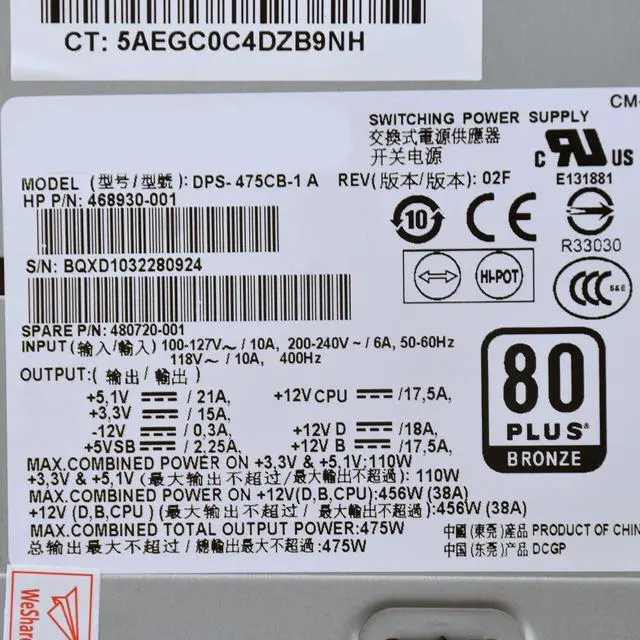 CT: 5AEGC0C4DZB9NH
CM-
SWITCHING POWER SUPPLY
交換式電源供應器
开关电源
c UR US
E131881
MODEL (型号/型號): DPS-475CB-1 A REV(版本/版本): 02F
HP P/N: 468930-001
10
CE
R33030
S/N: BQXD1032280924
HI-POT
CCC S&E
SPARE P/N: 480720-001
INPUT (输入/輸入) 100-127V~ / 10A, 200-240V~ / 6A, 50-60Hz
118V~ / 10A, 400Hz
OUTPUT:( 输出/ 輸出)
+5,1V ⎓ / 21A, +12V CPU ⎓ /17,5A,
+3,3V ⎓ / 15A,
-12V ⎓ / 0,3A, +12V D ⎓ /18A,
+5VSB ⎓ / 2,25A, +12V B ⎓ /17,5A,
80
PLUS®
BRONZE
MAX.COMBINED POWER ON +3,3V & +5,1V:110W
+3,3V & +5,1V (最大输出不超过/最大輸出不超過): 110W
MAX.COMBINED POWER ON +12V(D,B,CPU):456W (38A)
+12V (D,B,CPU) (最大输出不超过/最大輸出不超過):456W (38A)
MAX.COMBINED TOTAL OUTPUT POWER:475W
总输出最大不超过/總輸出最大不超過:475W
中國(東莞)產品 PRODUCT OF CHIN
中国(东莞)产品 DCGP
WeShare